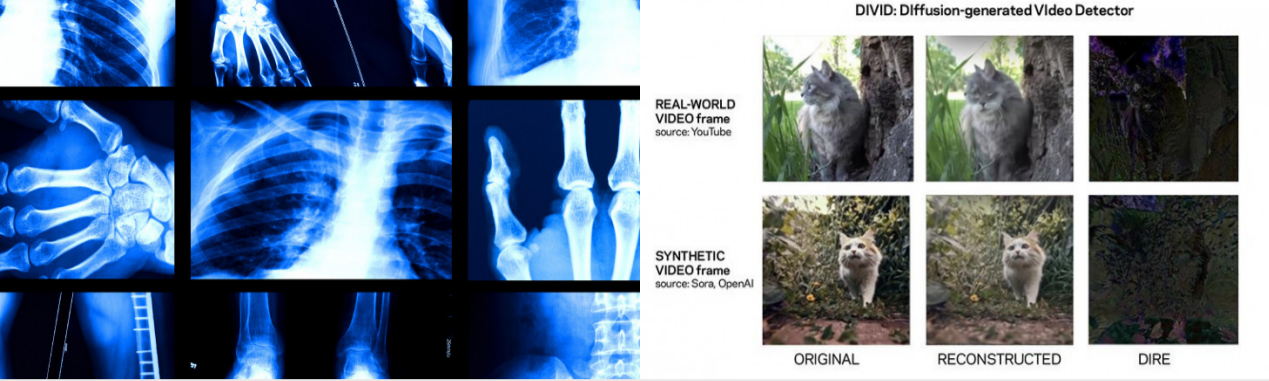 DIVID: DIffusion-generated VIdeo Detector
REAL-WORLD
VIDEO frame
source: YouTube
SYNTHETIC
VIDEO frame
source: Sora, OpenAI
ORIGINAL
RECONSTRUCTED
DIRE